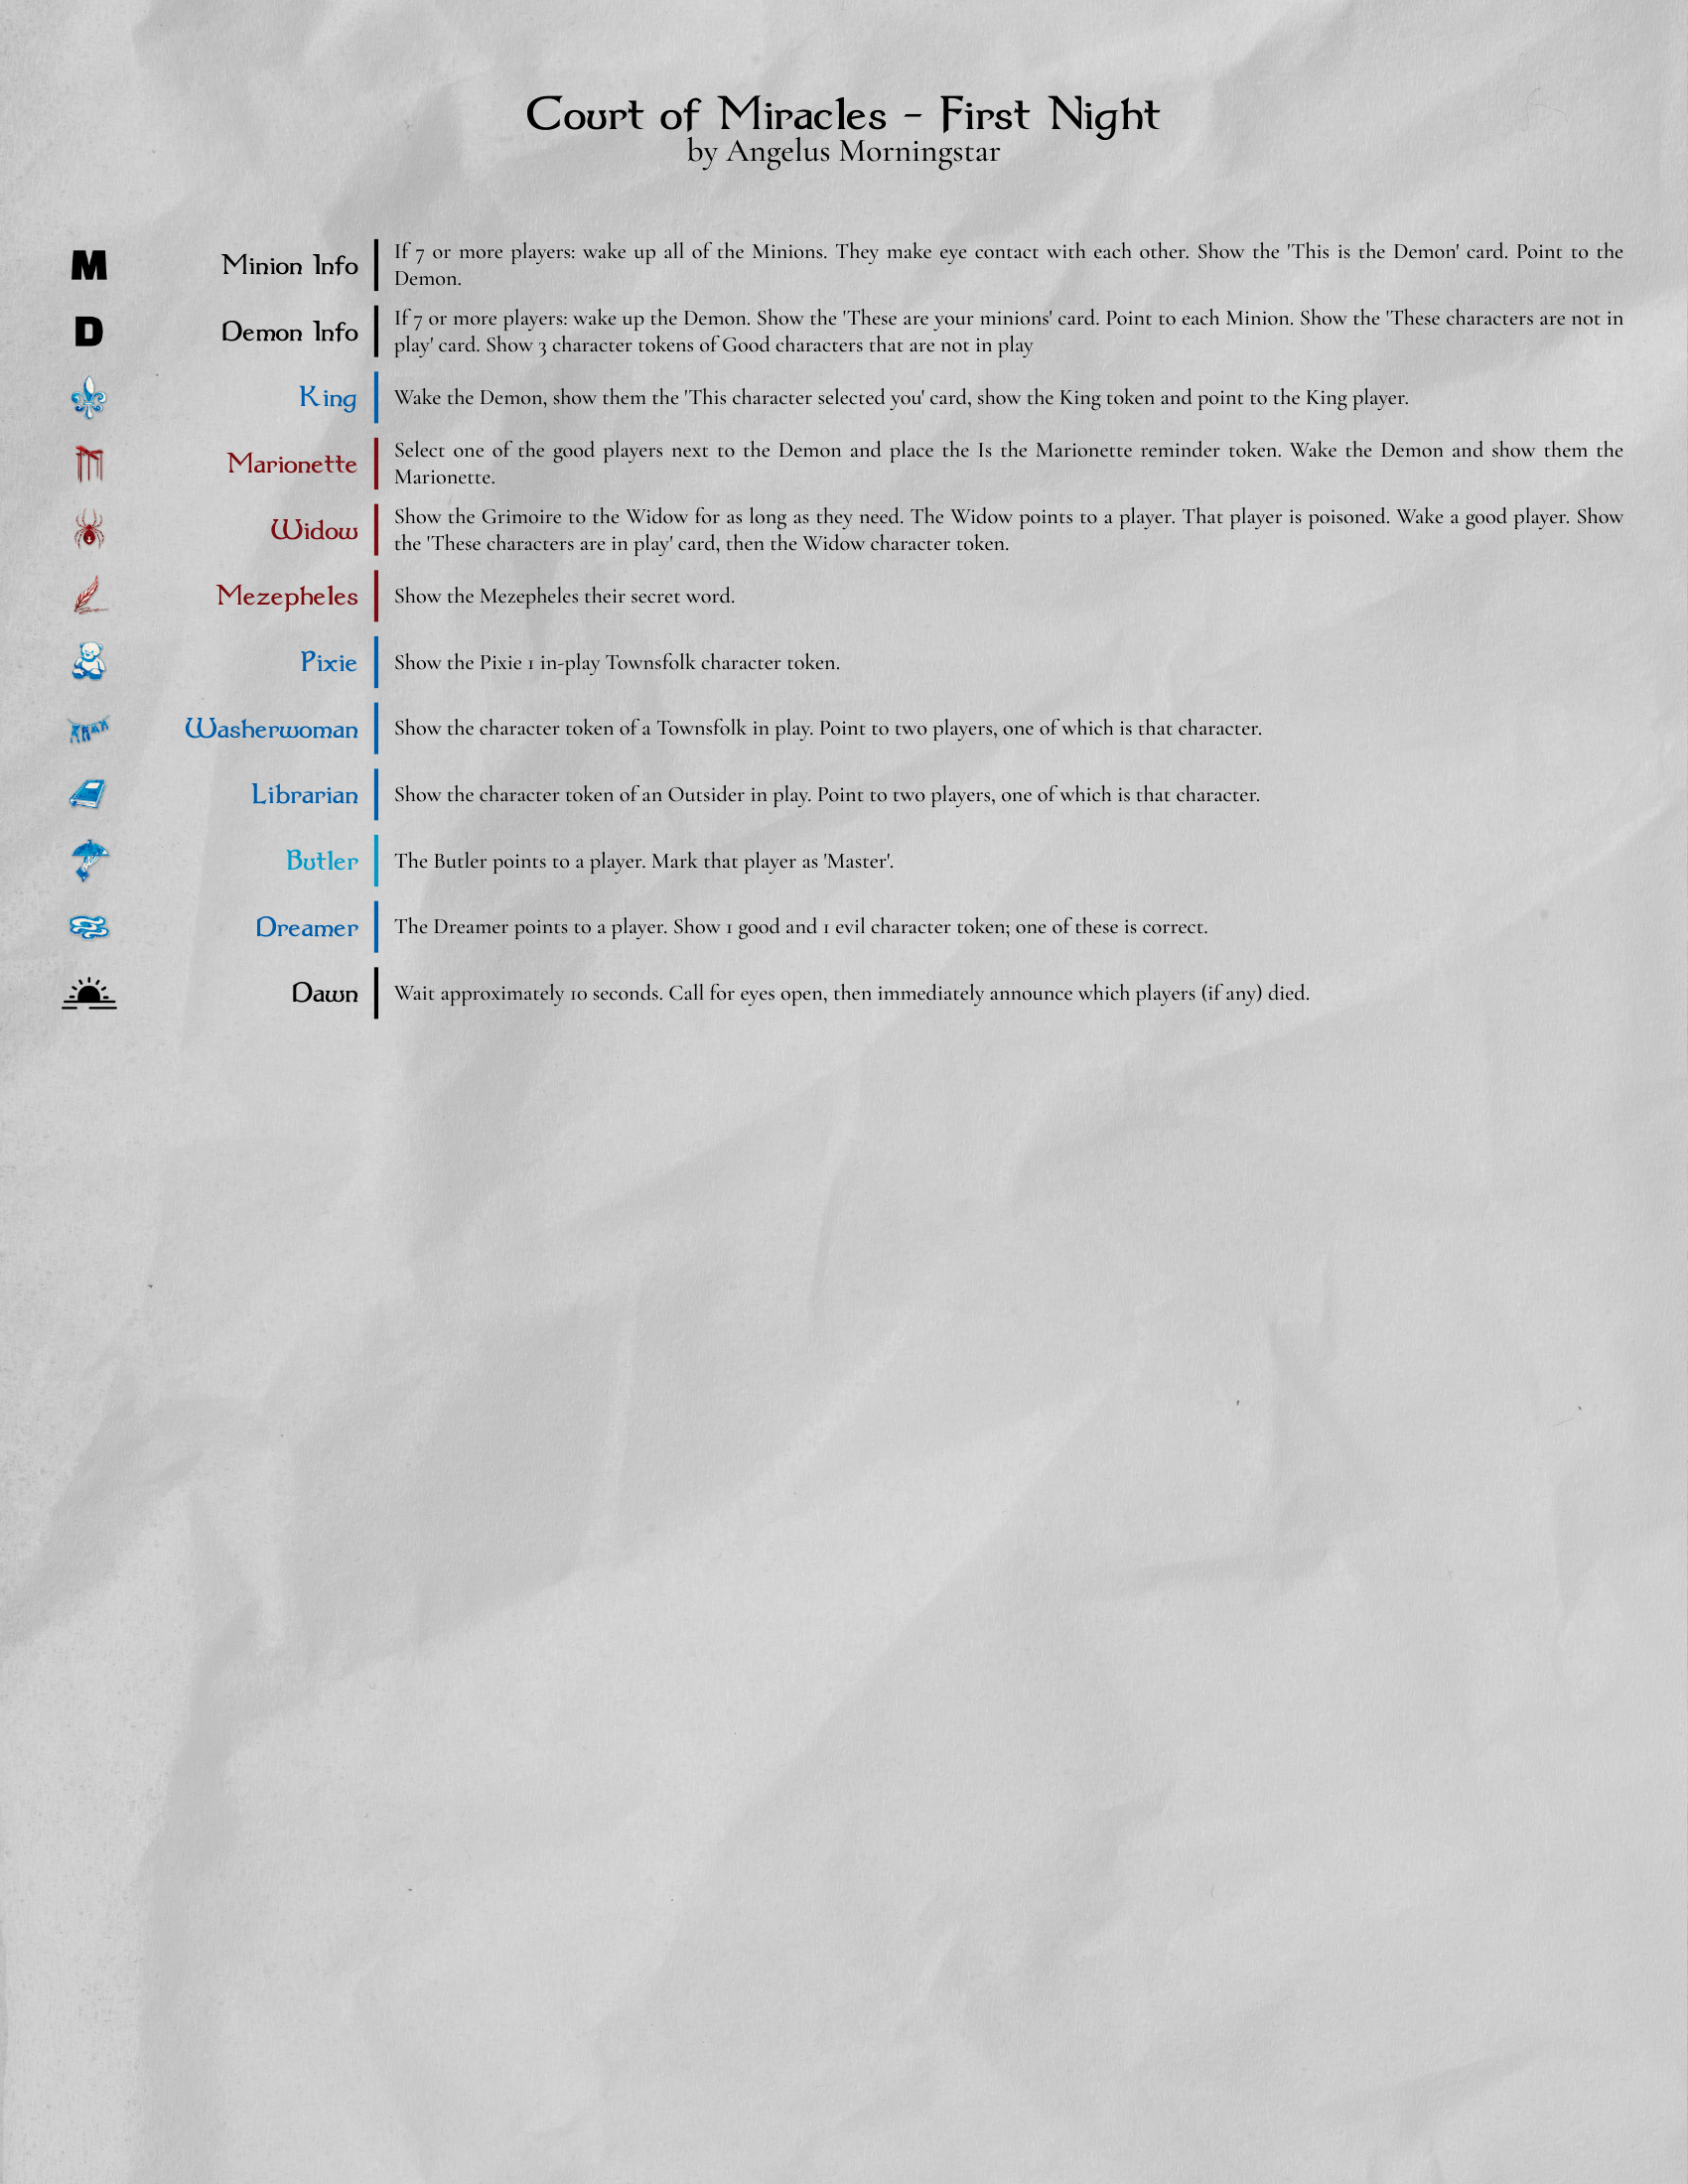 Court of Miracles - First Night
by Angelus Morningstar
M
Minion Info
If 7 or more players: wake up all of the Minions. They make eye contact with each other. Show the 'This is the Demon' card. Point to the
Demon.
D
Demon Info
If 7 or more players: wake up the Demon. Show the 'These are your minions' card. Point to each Minion. Show the 'These characters are not in
play' card. Show 3 character tokens of Good characters that are not in play
King
Wake the Demon, show them the 'This character selected you' card, show the King token and point to the King player.
Marionette
Select one of the good players next to the Demon and place the Is the Marionette reminder token. Wake the Demon and show them the
Marionette.
Widow
Show the Grimoire to the Widow for as long as they need. The Widow points to a player. That player is poisoned. Wake a good player. Show
the 'These characters are in play' card, then the Widow character token.
Mezepheles
Show the Mezepheles their secret word.
Pixie
Show the Pixie 1 in-play Townsfolk character token.
Washerwoman
Show the character token of a Townsfolk in play. Point to two players, one of which is that character.
Librarian
Show the character token of an Outsider in play. Point to two players, one of which is that character.
Butler
The Butler points to a player. Mark that player as 'Master'.
Dreamer
The Dreamer points to a player. Show 1 good and 1 evil character token; one of these is correct.
Dawn
Wait approximately 10 seconds. Call for eyes open, then immediately announce which players (if any) died.